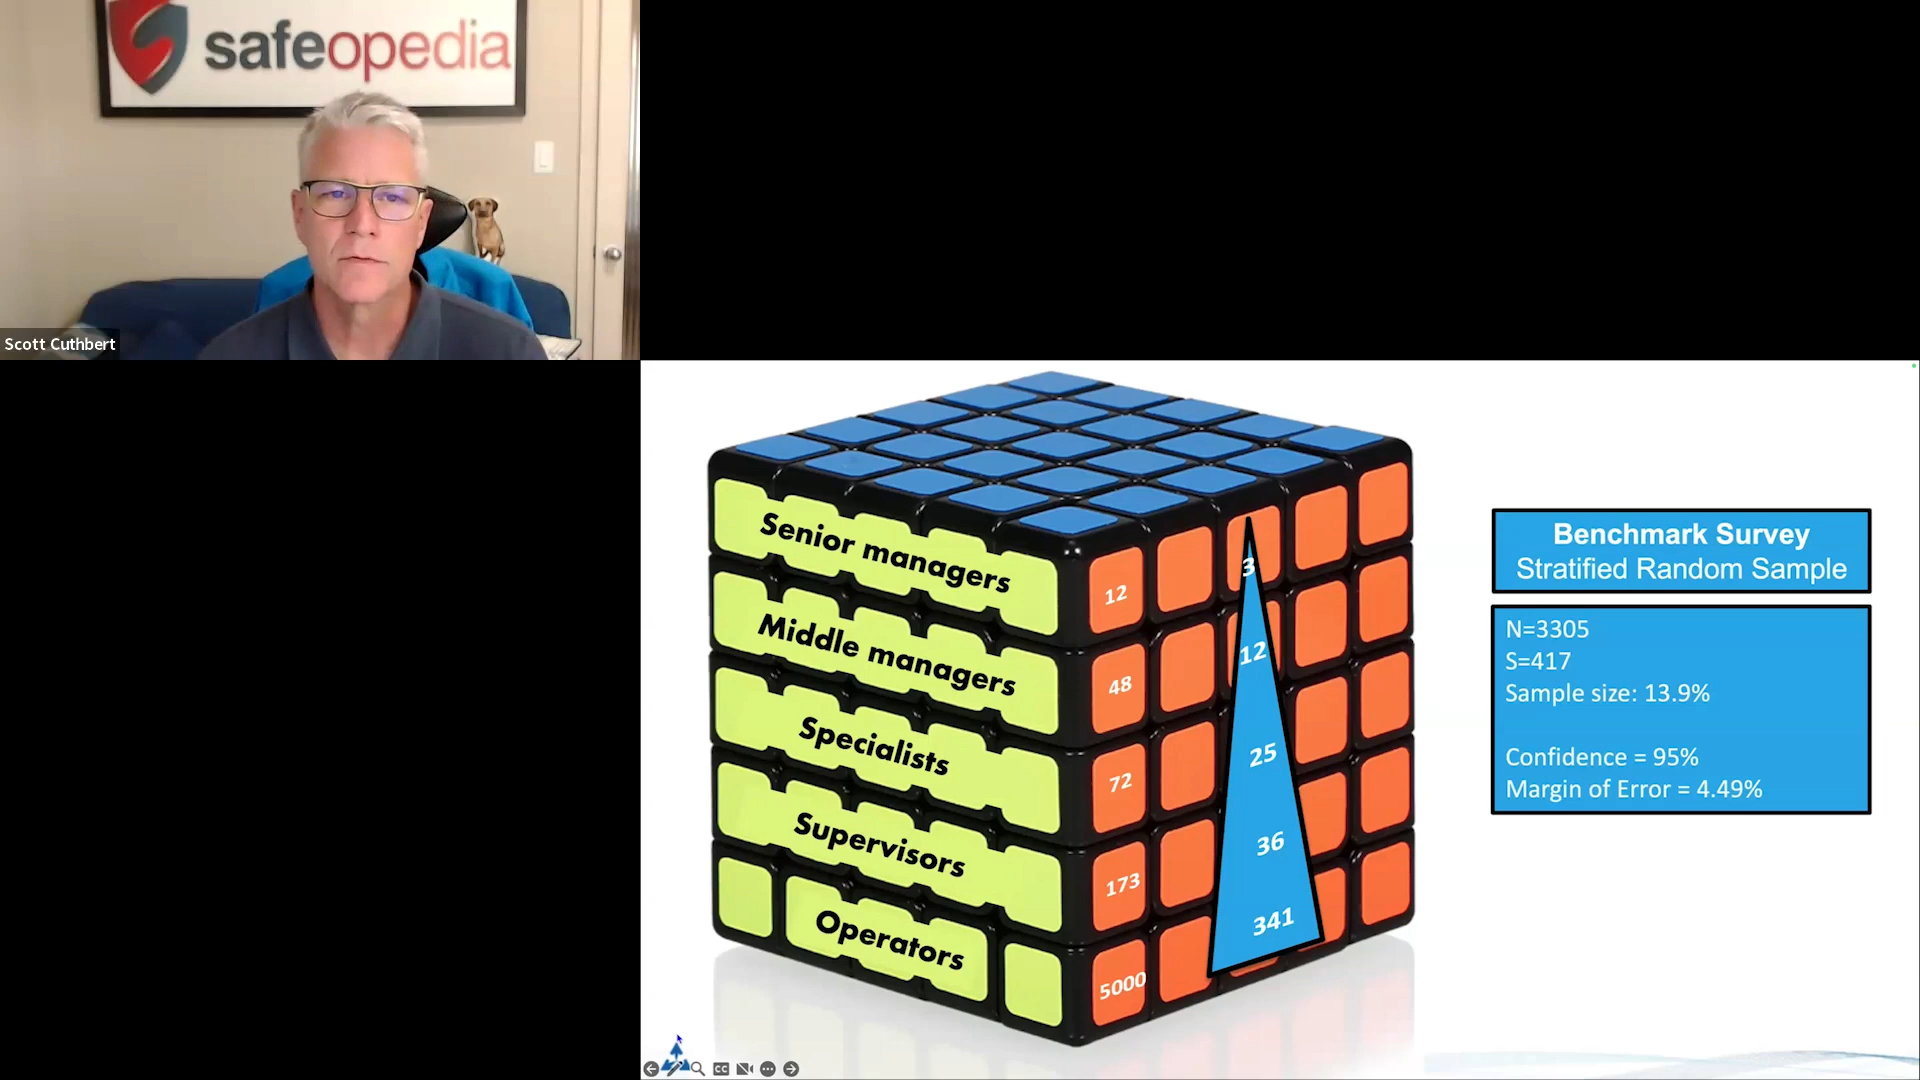 safeopedia
Scott Cuthbert
Senior managers
Middle managers
Specialists
Supervisors
Operators
12
48
72
173
5000
3
12
25
36
341
Benchmark Survey
Stratified Random Sample
N=3305
S=417
Sample size: 13.9%
Confidence = 95%
Margin of Error = 4.49%
CC